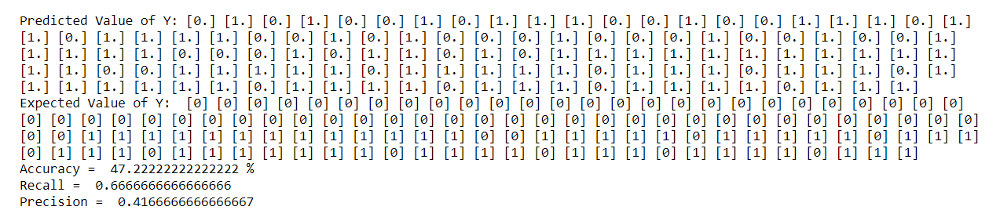 Predicted Value of Y: [0.] [1.] [0.] [1.] [0.] [0.] [1.] [0.] [1.] [1.] [1.] [0.] [0.] [1.] [0.] [0.] [1.] [1.] [1.] [0.] [1.]
[1.] [0.] [1.] [1.] [1.] [1.] [0.] [0.] [1.] [0.] [1.] [0.] [0.] [0.] [1.] [0.] [0.] [0.] [1.] [0.] [0.] [1.] [0.] [0.] [1.]
[1.] [1.] [1.] [1.] [0.] [0.] [0.] [1.] [0.] [1.] [1.] [0.] [1.] [0.] [1.] [1.] [1.] [1.] [1.] [1.] [1.] [1.] [1.] [1.] [1.]
[1.] [1.] [0.] [0.] [1.] [1.] [1.] [1.] [1.] [0.] [1.] [1.] [1.] [1.] [0.] [1.] [1.] [1.] [1.] [0.] [1.] [1.] [1.] [0.] [1.]
[1.] [1.] [1.] [1.] [1.] [1.] [0.] [1.] [1.] [1.] [1.] [0.] [1.] [1.] [1.] [0.] [1.] [1.] [1.] [1.] [0.] [1.] [1.] [1.]
Expected Value of Y:  [0] [0] [0] [0] [0] [0] [0] [0] [0] [0] [0] [0] [0] [0] [0] [0] [0] [0] [0] [0] [0] [0] [0] [0] [0] [0]
[0] [0] [0] [0] [0] [0] [0] [0] [0] [0] [0] [0] [0] [0] [0] [0] [0] [0] [0] [0] [0] [0] [0] [0] [0] [0] [0] [0] [0] [0] [0] [0]
[0] [0] [1] [1] [1] [1] [1] [1] [1] [1] [1] [1] [1] [1] [1] [0] [0] [1] [1] [1] [1] [1] [0] [1] [1] [1] [1] [1] [0] [1] [1] [1]
[0] [1] [1] [1] [0] [1] [1] [1] [1] [1] [1] [1] [0] [1] [1] [1] [1] [0] [1] [1] [1] [0] [1] [1] [1] [1] [0] [1] [1] [1]
Accuracy =  47.22222222222222 %
Recall =  0.6666666666666666
Precision =  0.4166666666666667